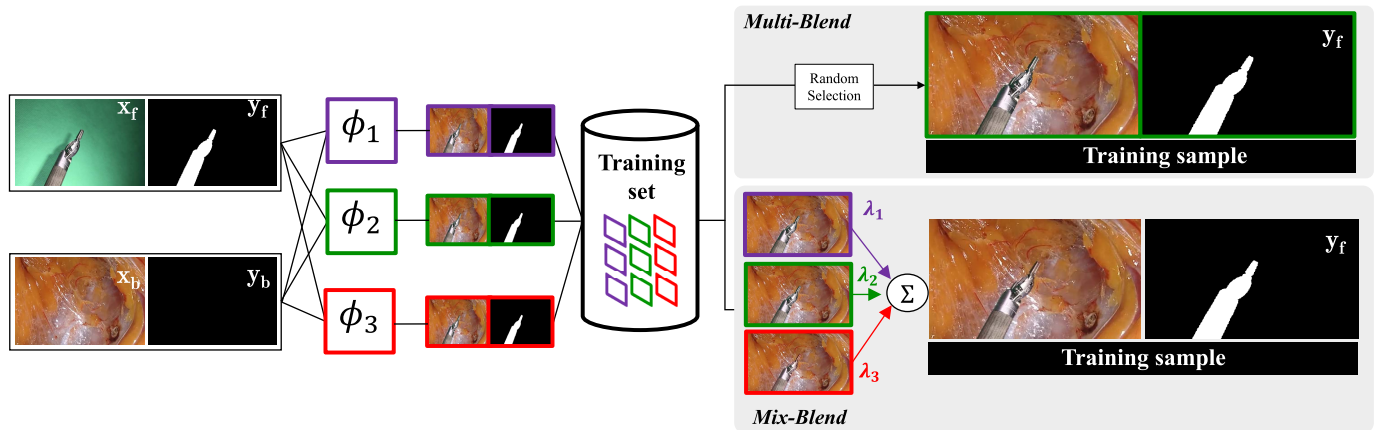 x_f
y_f
x_b
y_b
ϕ_1
ϕ_2
ϕ_3
Training
set
Multi-Blend
Random
Selection
y_f
Training sample
λ_1
λ_2
λ_3
Σ
y_f
Training sample
Mix-Blend